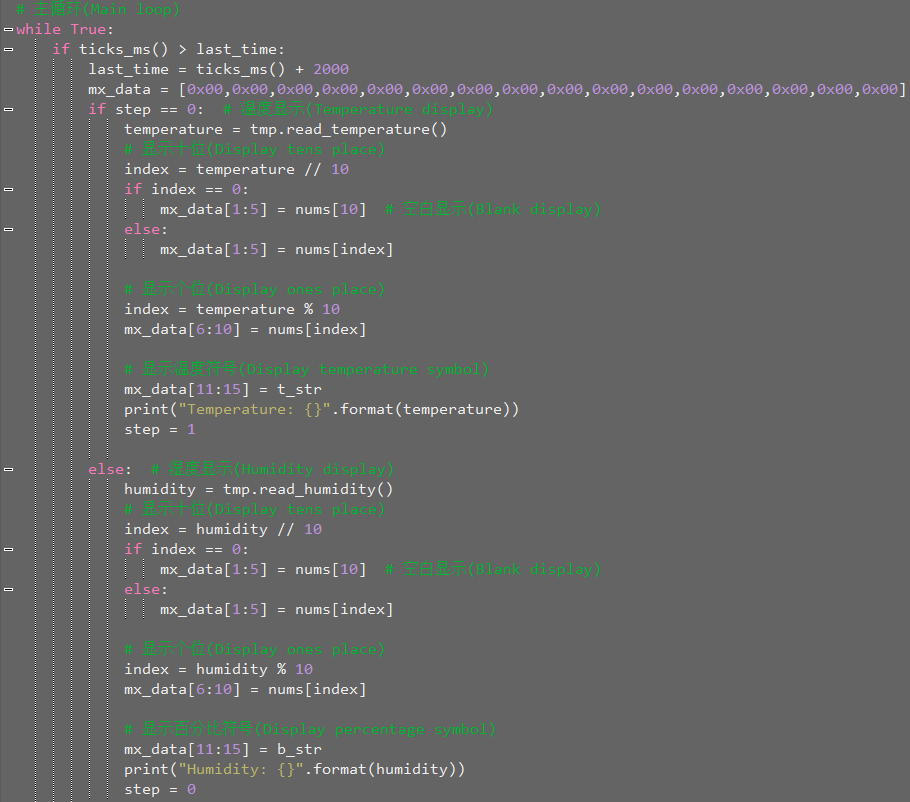 # 主循环(Main loop)
while True:
    if ticks_ms() > last_time:
        last_time = ticks_ms() + 2000
        mx_data = [0x00,0x00,0x00,0x00,0x00,0x00,0x00,0x00,0x00,0x00,0x00,0x00,0x00,0x00,0x00,0x00]
        if step == 0:  # 温度显示(Temperature display)
            temperature = tmp.read_temperature()
            # 显示十位(Display tens place)
            index = temperature // 10
            if index == 0:
                mx_data[1:5] = nums[10]  # 空白显示(Blank display)
            else:
                mx_data[1:5] = nums[index]
            # 显示个位(Display ones place)
            index = temperature % 10
            mx_data[6:10] = nums[index]
            # 显示温度符号(Display temperature symbol)
            mx_data[11:15] = t_str
            print("Temperature: {}".format(temperature))
            step = 1
        else:  # 湿度显示(Humidity display)
            humidity = tmp.read_humidity()
            # 显示十位(Display tens place)
            index = humidity // 10
            if index == 0:
                mx_data[1:5] = nums[10]  # 空白显示(Blank display)
            else:
                mx_data[1:5] = nums[index]
            # 显示个位(Display ones place)
            index = humidity % 10
            mx_data[6:10] = nums[index]
            # 显示百分比符号(Display percentage symbol)
            mx_data[11:15] = b_str
            print("Humidity: {}".format(humidity))
            step = 0